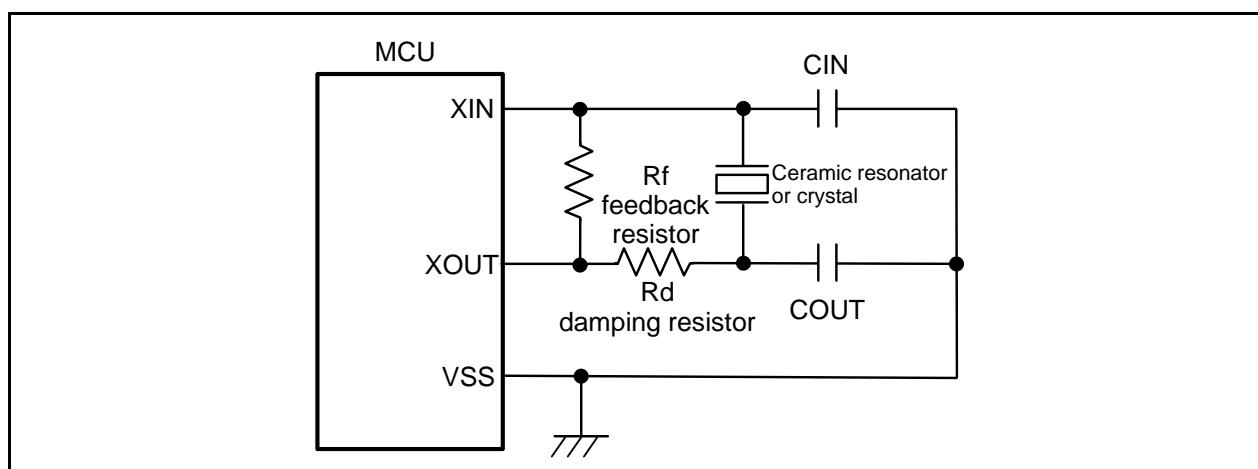 MCU
CIN
XIN
Ceramic resonator
or crystal
Rf
feedback
resistor
XOUT
Rd
damping resistor
COUT
VSS